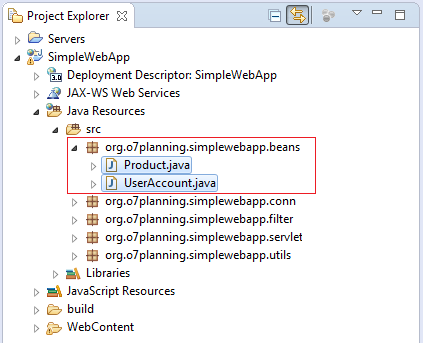 Project Explorer
Servers
SimpleWebApp
3.0 Deployment Descriptor: SimpleWebApp
JAX-WS Web Services
Java Resources
src
org.o7planning.simplewebapp.beans
J Product.java
J UserAccount.java
org.o7planning.simplewebapp.conn
org.o7planning.simplewebapp.filter
org.o7planning.simplewebapp.servlet
org.o7planning.simplewebapp.utils
Libraries
JavaScript Resources
build
WebContent